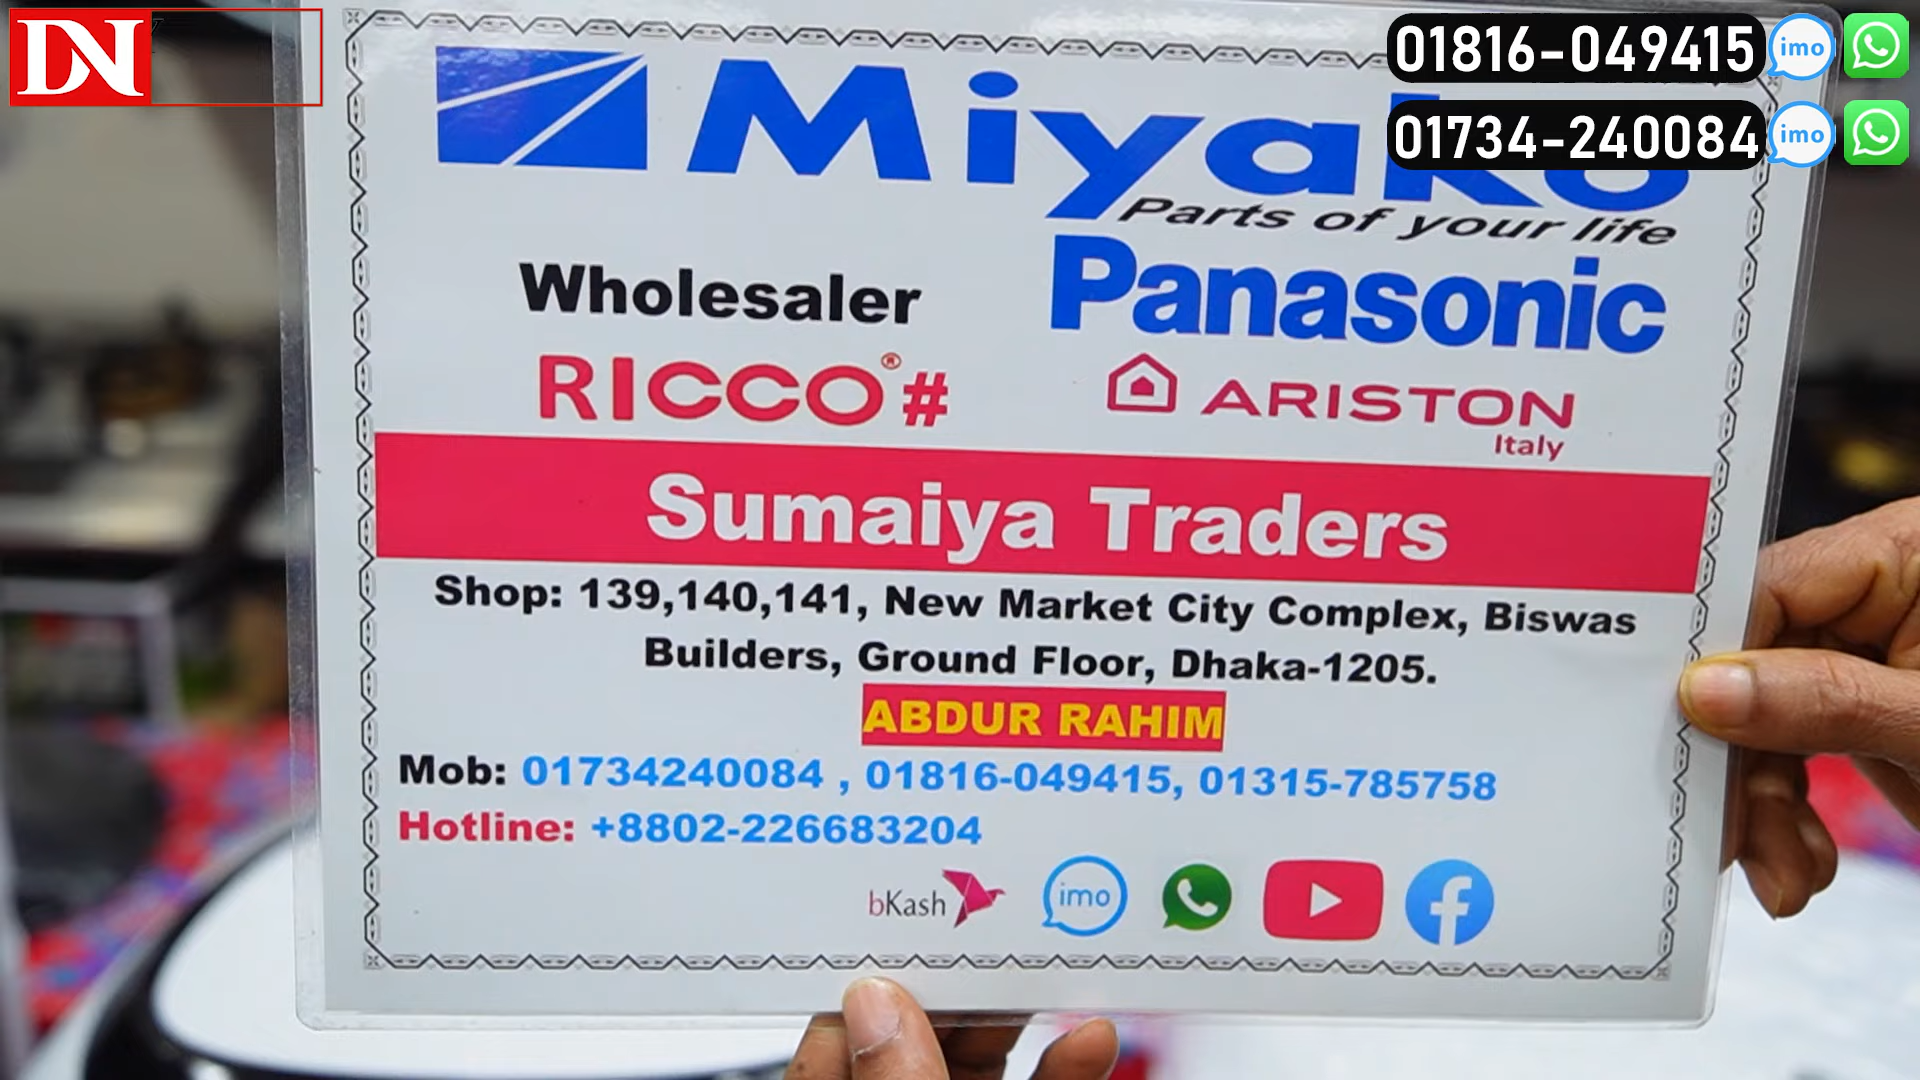 DN
01816-049415 imo
01734-240084 imo
Miyako
Parts of your life
Wholesaler
Panasonic
RICCO®#
ARISTON
Italy
Sumaiya Traders
Shop: 139,140,141, New Market City Complex, Biswas
Builders, Ground Floor, Dhaka-1205.
ABDUR RAHIM
Mob: 01734240084 , 01816-049415, 01315-785758
Hotline: +8802-226683204
bKash imo